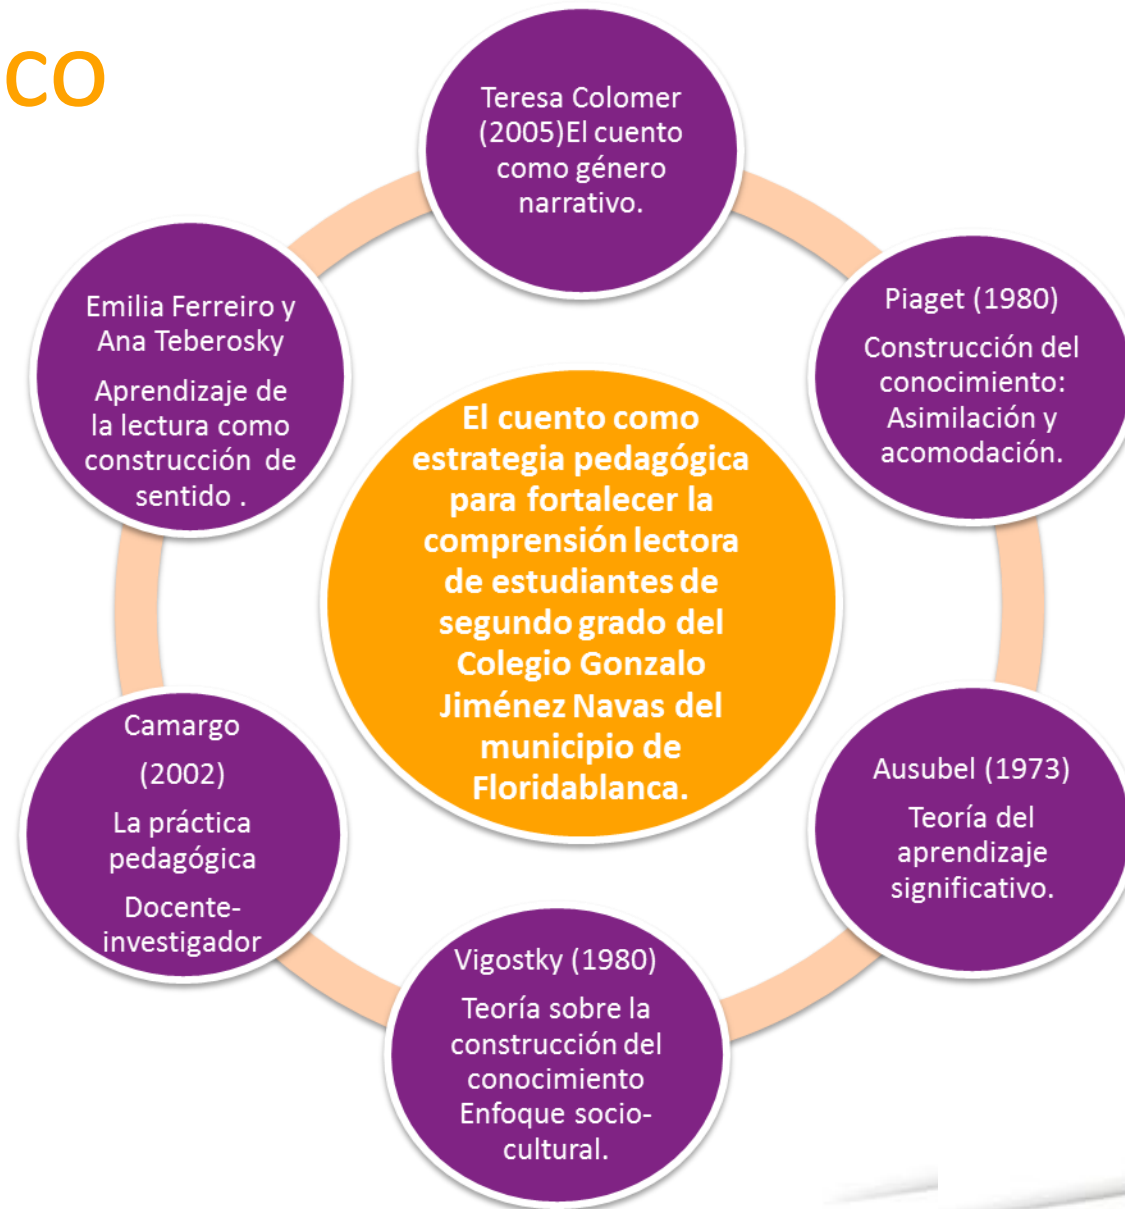 co
Teresa Colomer
(2005)El cuento
como género
narrativo.
Piaget (1980)
Construcción del
conocimiento:
Asimilación y
acomodación.
Ausubel (1973)
Teoría del
aprendizaje
significativo.
Vigostky (1980)
Teoría sobre la
construcción del
conocimiento
Enfoque socio-
cultural.
Camargo
(2002)
La práctica
pedagógica
Docente-
investigador
Emilia Ferreiro y
Ana Teberosky
Aprendizaje de
la lectura como
construcción de
sentido .
El cuento como
estrategia pedagógica
para fortalecer la
comprensión lectora
de estudiantes de
segundo grado del
Colegio Gonzalo
Jiménez Navas del
municipio de
Floridablanca.